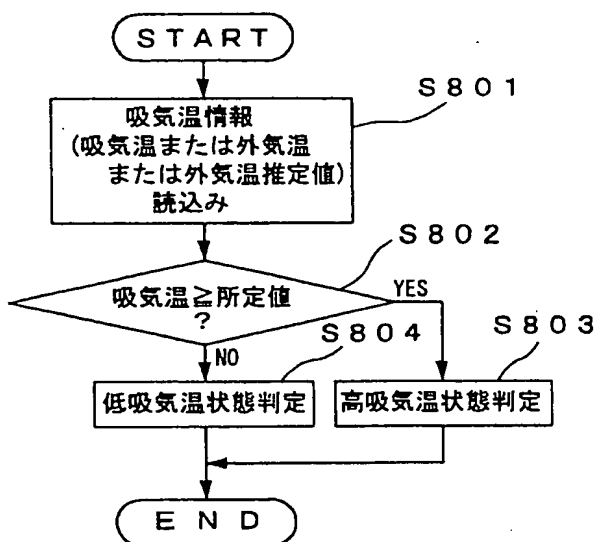 START
S801
吸気温情報
(吸気温または外気温
または外気温推定値)
読込み
S802
吸気温≧所定値
?
YES
NO
S804
S803
低吸気温状態判定
高吸気温状態判定
END